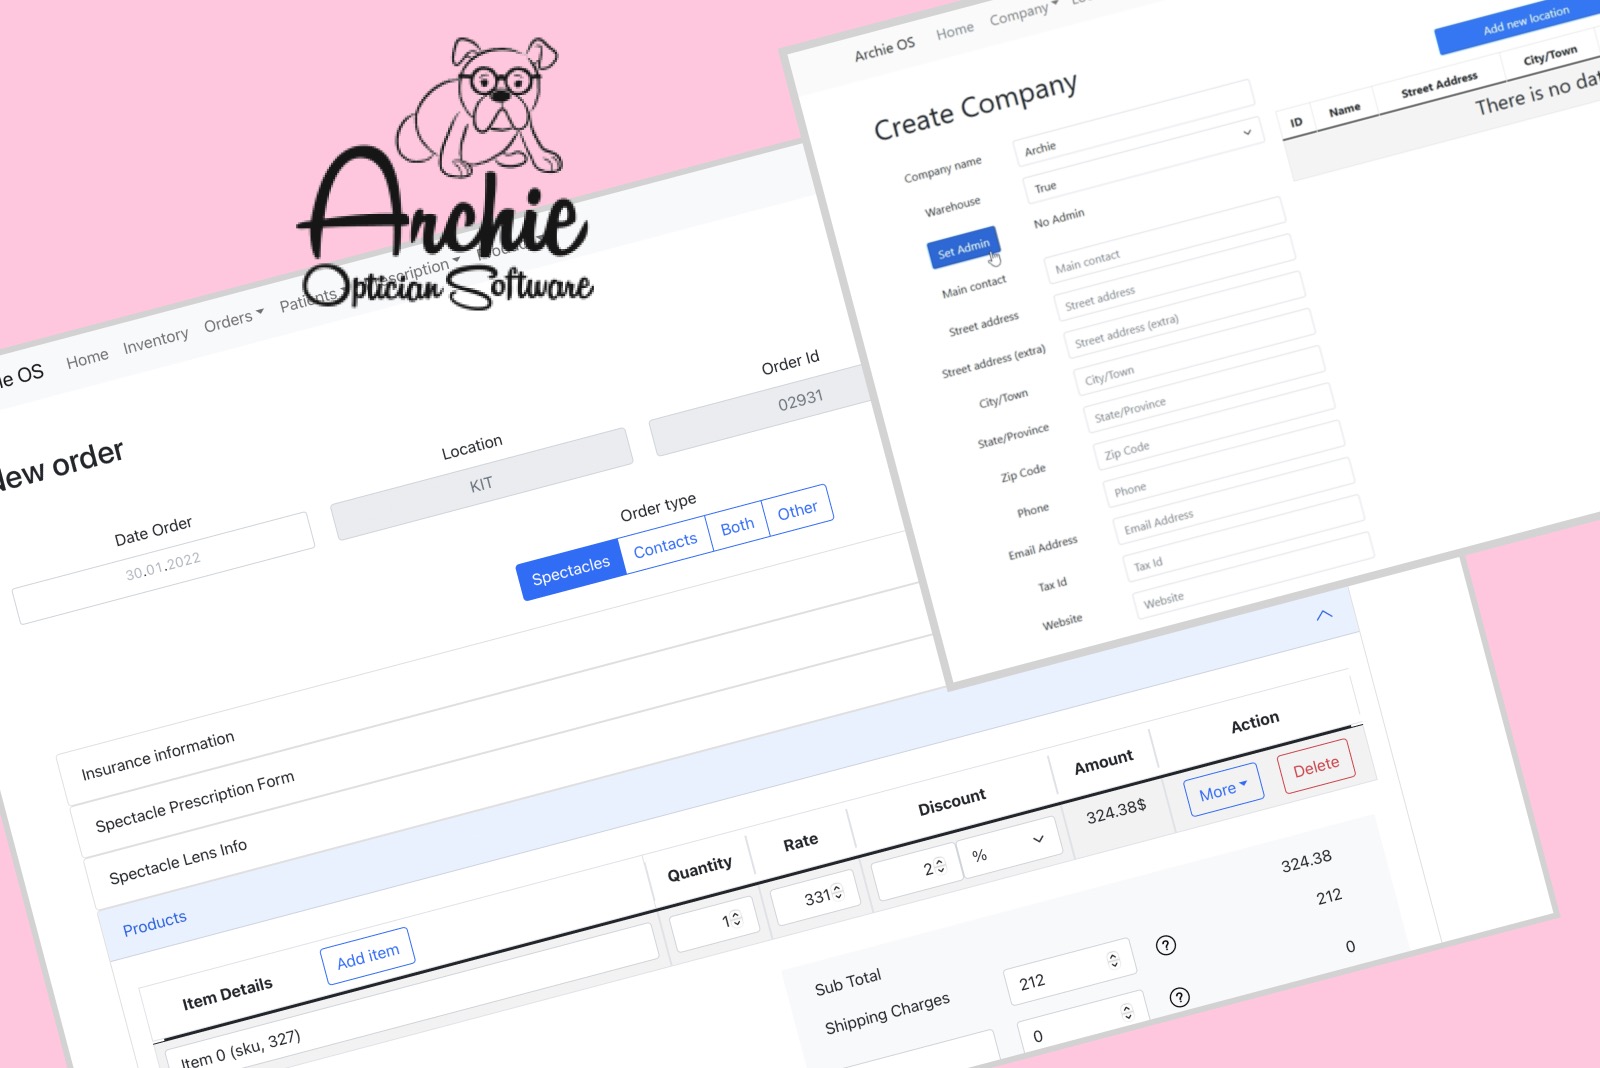 Archie
Optician Software
Home
Inventory
Orders
Patients
New order
Date Order
30.01.2022
Location
KIT
Order Id
02931
Order type
Spectacles
Contacts
Both
Other
Insurance information
Spectacle Prescription Form
Spectacle Lens Info
Products
Item Details
Add item
Quantity
Rate
Discount
Amount
Action
Item 0 (sku, 327)
1
331
2
%
324.38$
More
Delete
Sub Total
324.38
Shipping Charges
212
212
0
0
Archie OS
Home
Company
Create Company
Company name
Archie
Warehouse
True
Set Admin
No Admin
Main contact
Main contact
Street address
Street address
Street address (extra)
Street address (extra)
City/Town
City/Town
State/Province
State/Province
Zip Code
Zip Code
Phone
Phone
Email Address
Email Address
Tax Id
Tax Id
Website
Website
Add new location
ID
Name
Street Address
City/Town
There is no dat